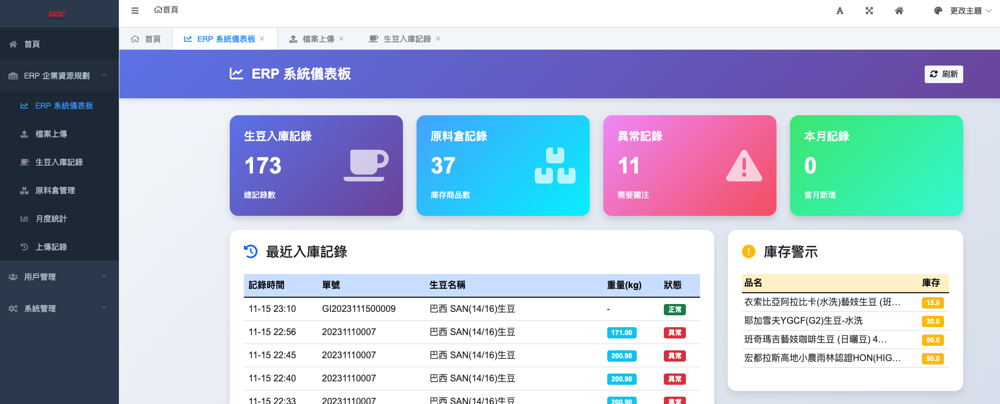 ucc
首頁
更改主題
首頁
ERP 系統儀表板
檔案上傳
生豆入庫記錄
首頁
ERP 企業資源規劃
ERP 系統儀表板
檔案上傳
生豆入庫記錄
原料倉管理
月度統計
上傳記錄
用戶管理
系統管理
ERP 系統儀表板
刷新
生豆入庫記錄
173
總記錄數
原料倉記錄
37
庫存商品數
異常記錄
11
需要關注
本月記錄
0
當月新增
最近入庫記錄
記錄時間 單號 生豆名稱 重量(kg) 狀態
11-15 23:10 GI2023111500009 巴西 SAN(14/16)生豆 - 正常
11-15 22:56 20231110007 巴西 SAN(14/16)生豆 171.00 異常
11-15 22:45 20231110007 巴西 SAN(14/16)生豆 200.90 異常
11-15 22:40 20231110007 巴西 SAN(14/16)生豆 200.90 異常
11-15 22:33 20231110007 巴西 SAN(14/16)生豆 200.90 異常
庫存警示
品名 庫存
衣索比亞阿拉比卡(水洗)藝妓生豆 (班... 15.0
耶加雪夫YGCF(G2)生豆-水洗 30.0
班奇瑪吉藝妓咖啡生豆 (日曬豆) 4... 60.0
宏都拉斯高地小農雨林認證HON(HIG... 90.0